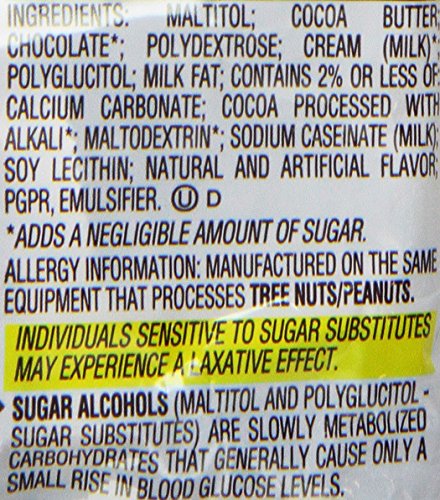 INGREDIENTS: MALTITOL; COCOA BUTTER;
CHOCOLATE*; POLYDEXTROSE; CREAM (MILK)*;
POLYGLUCITOL; MILK FAT; CONTAINS 2% OR LESS OF
CALCIUM CARBONATE; COCOA PROCESSED WITH
ALKALI*; MALTODEXTRIN*; SODIUM CASEINATE (MILK);
SOY LECITHIN; NATURAL AND ARTIFICIAL FLAVOR;
PGPR, EMULSIFIER. Ⓤ D
*ADDS A NEGLIGIBLE AMOUNT OF SUGAR.
ALLERGY INFORMATION: MANUFACTURED ON THE SAME
EQUIPMENT THAT PROCESSES TREE NUTS/PEANUTS.
INDIVIDUALS SENSITIVE TO SUGAR SUBSTITUTES
MAY EXPERIENCE A LAXATIVE EFFECT.
SUGAR ALCOHOLS (MALTITOL AND POLYGLUCITOL -
SUGAR SUBSTITUTES) ARE SLOWLY METABOLIZED
CARBOHYDRATES THAT GENERALLY CAUSE ONLY A
SMALL RISE IN BLOOD GLUCOSE LEVELS.